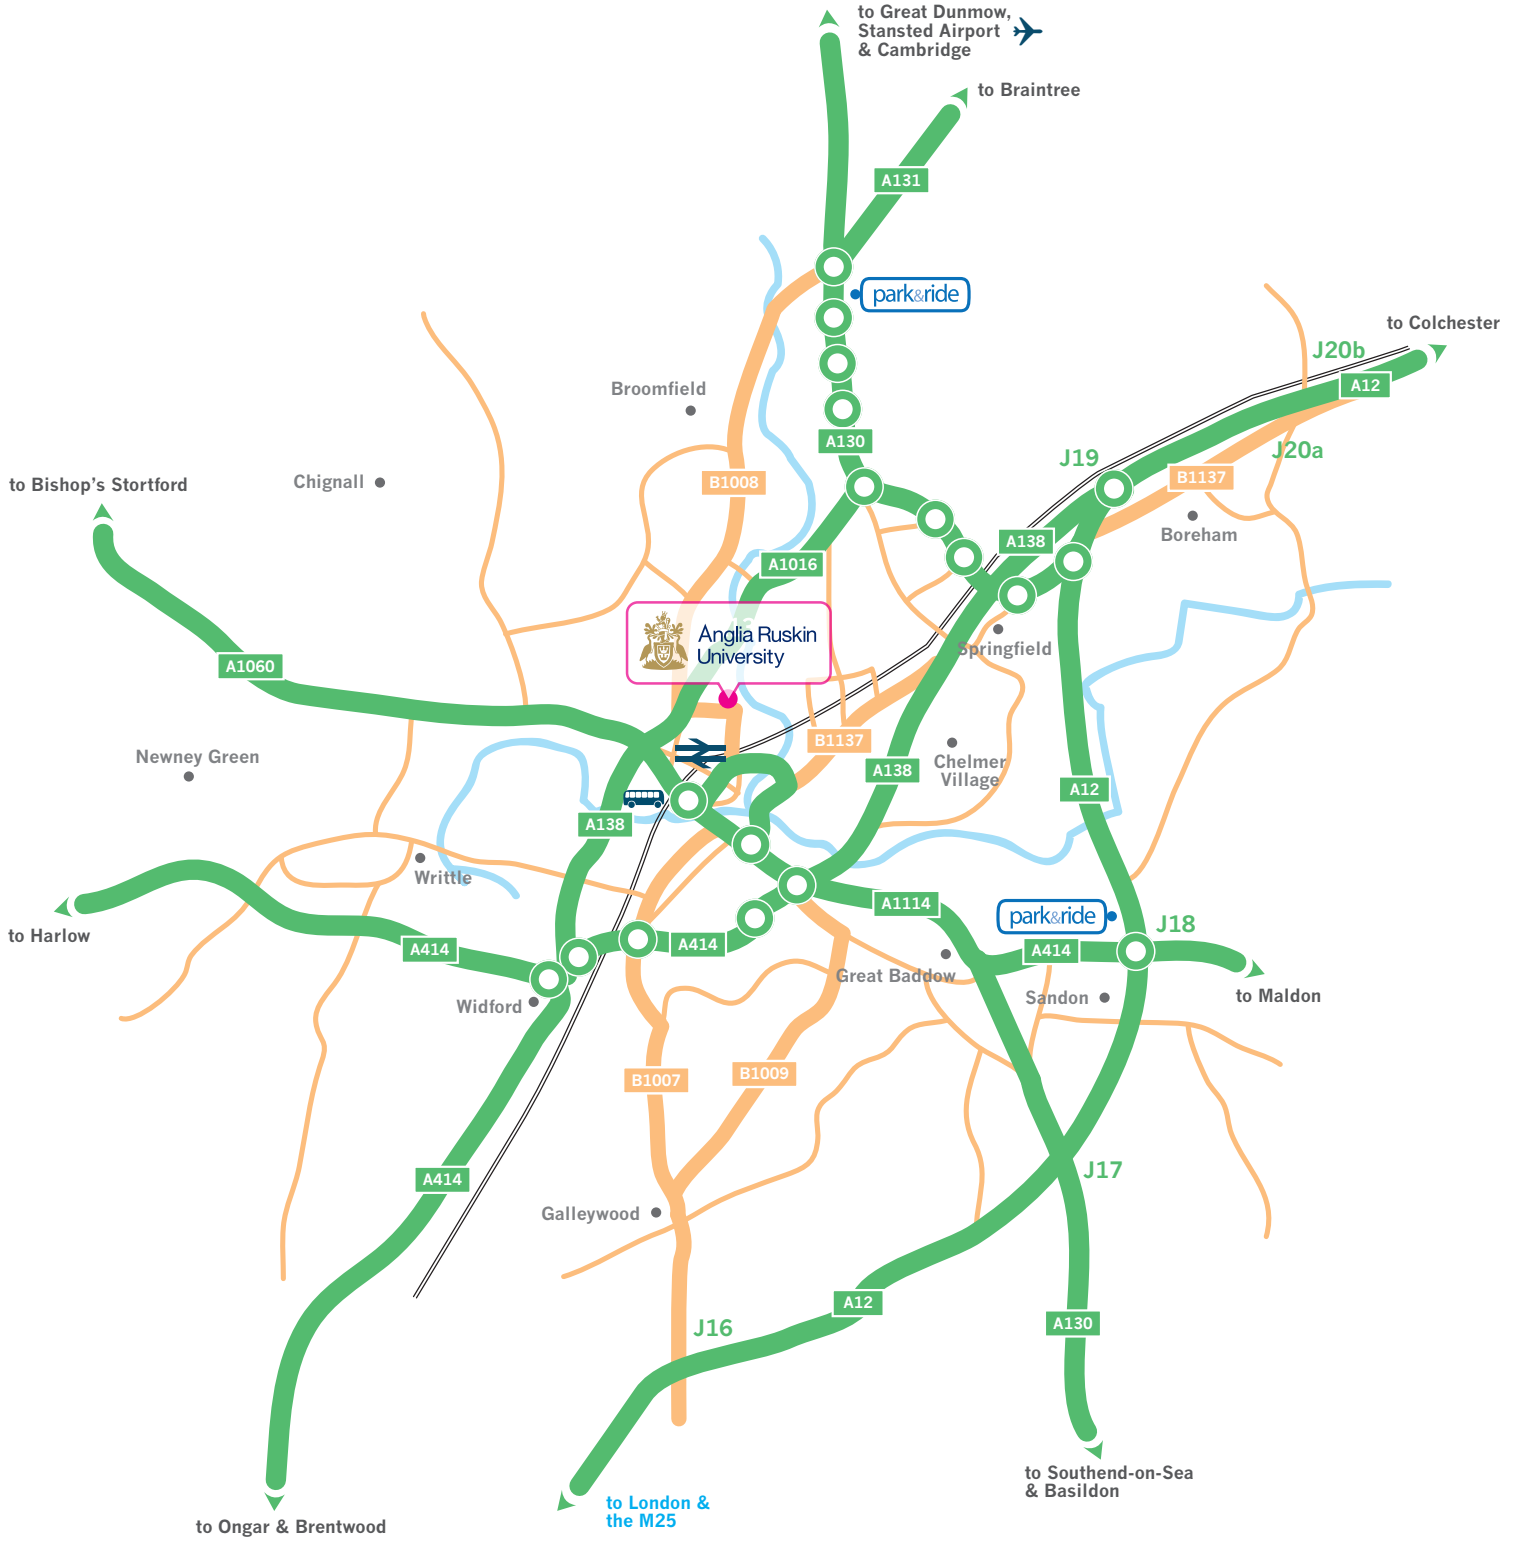 to Great Dunmow,
Stansted Airport
& Cambridge
to Braintree
A131
park&ride
to Colchester
J20b
A12
Broomfield
A130
J19
J20a
B1137
Chignall
B1008
to Bishop's Stortford
Boreham
A138
A1016
Anglia Ruskin
University
Springfield
A1060
B1137
Newney Green
Chelmer
Village
A138
A12
A138
Writtle
A1114
park&ride
J18
to Harlow
A414
A414
A414
Great Baddow
Widford
Sandon
to Maldon
B1007
B1009
J17
A414
Galleywood
A12
A130
J16
to Southend-on-Sea
& Basildon
to London &
the M25
to Ongar & Brentwood